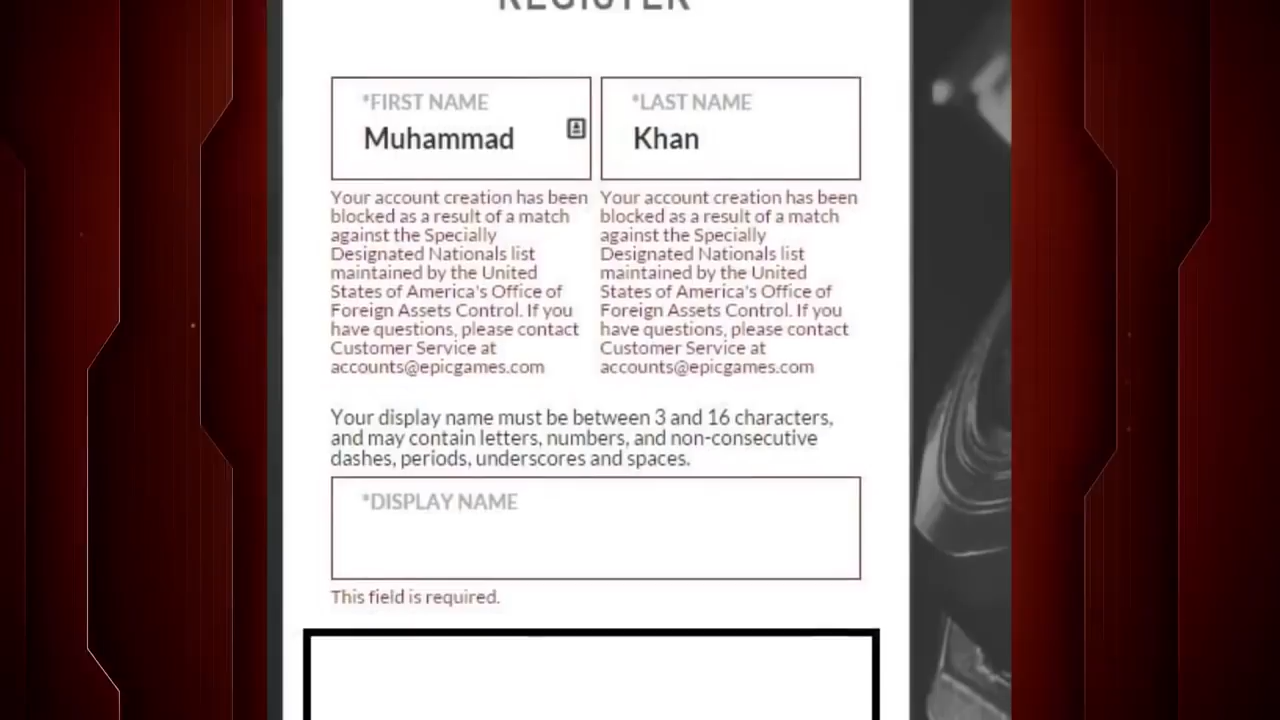 REGISTER
*FIRST NAME
Muhammad
*LAST NAME
Khan
Your account creation has been
blocked as a result of a match
against the Specially
Designated Nationals list
maintained by the United
States of America's Office of
Foreign Assets Control. If you
have questions, please contact
Customer Service at
accounts@epicgames.com
Your account creation has been
blocked as a result of a match
against the Specially
Designated Nationals list
maintained by the United
States of America's Office of
Foreign Assets Control. If you
have questions, please contact
Customer Service at
accounts@epicgames.com
Your display name must be between 3 and 16 characters,
and may contain letters, numbers, and non-consecutive
dashes, periods, underscores and spaces.
*DISPLAY NAME
This field is required.